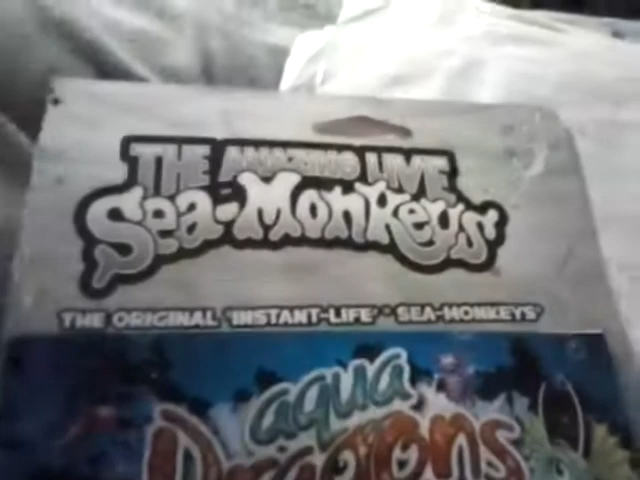 THE AMAZING LIVE
Sea-Monkeys
THE ORIGINAL 'INSTANT-LIFE' SEA-MONKEYS
aqua
Dragons